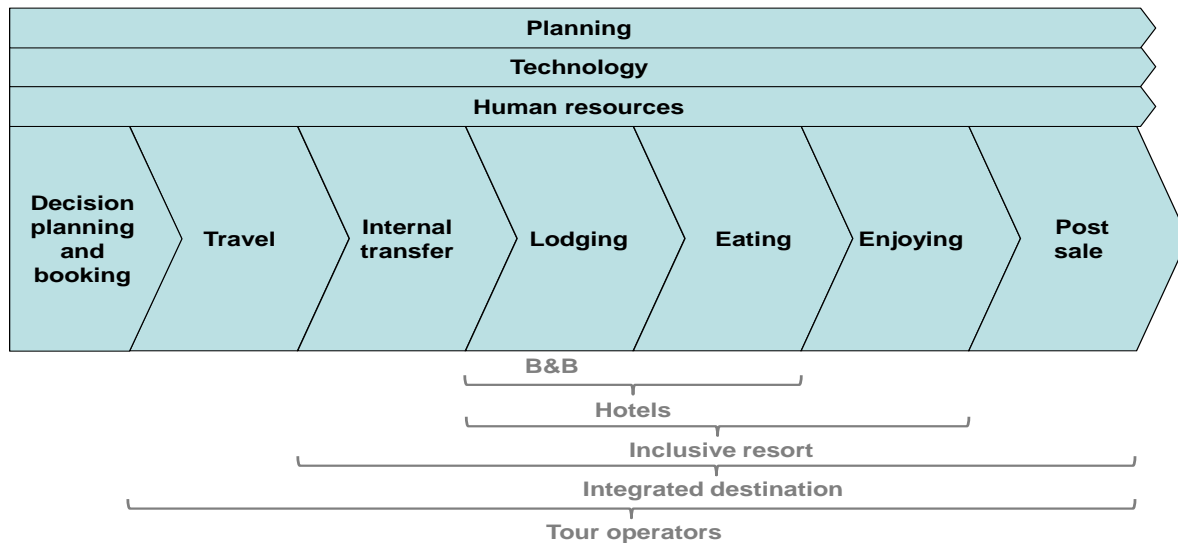 Planning
Technology
Human resources
Decision
planning
and
booking
Travel
Internal
transfer
Lodging
Eating
Enjoying
Post
sale
B&B
Hotels
Inclusive resort
Integrated destination
Tour operators